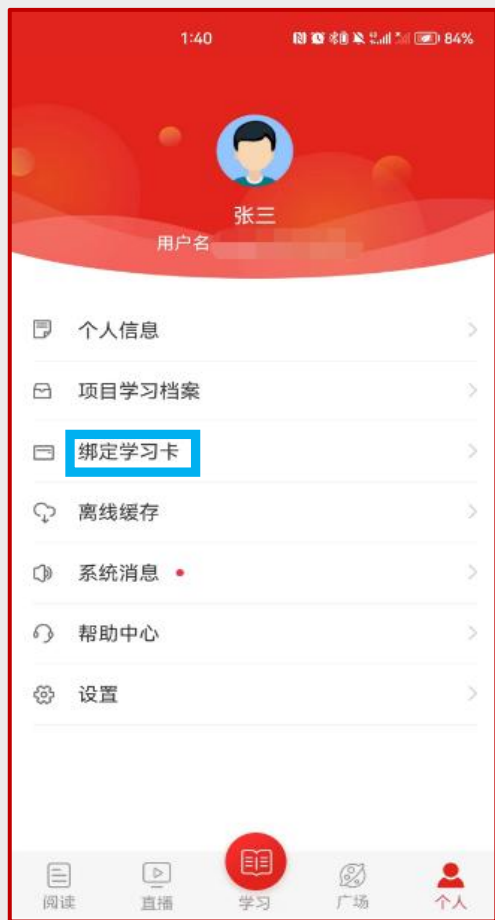 1:40
84%
张三
用户名
个人信息
项目学习档案
绑定学习卡
离线缓存
系统消息
帮助中心
设置
阅读
直播
学习
广场
个人